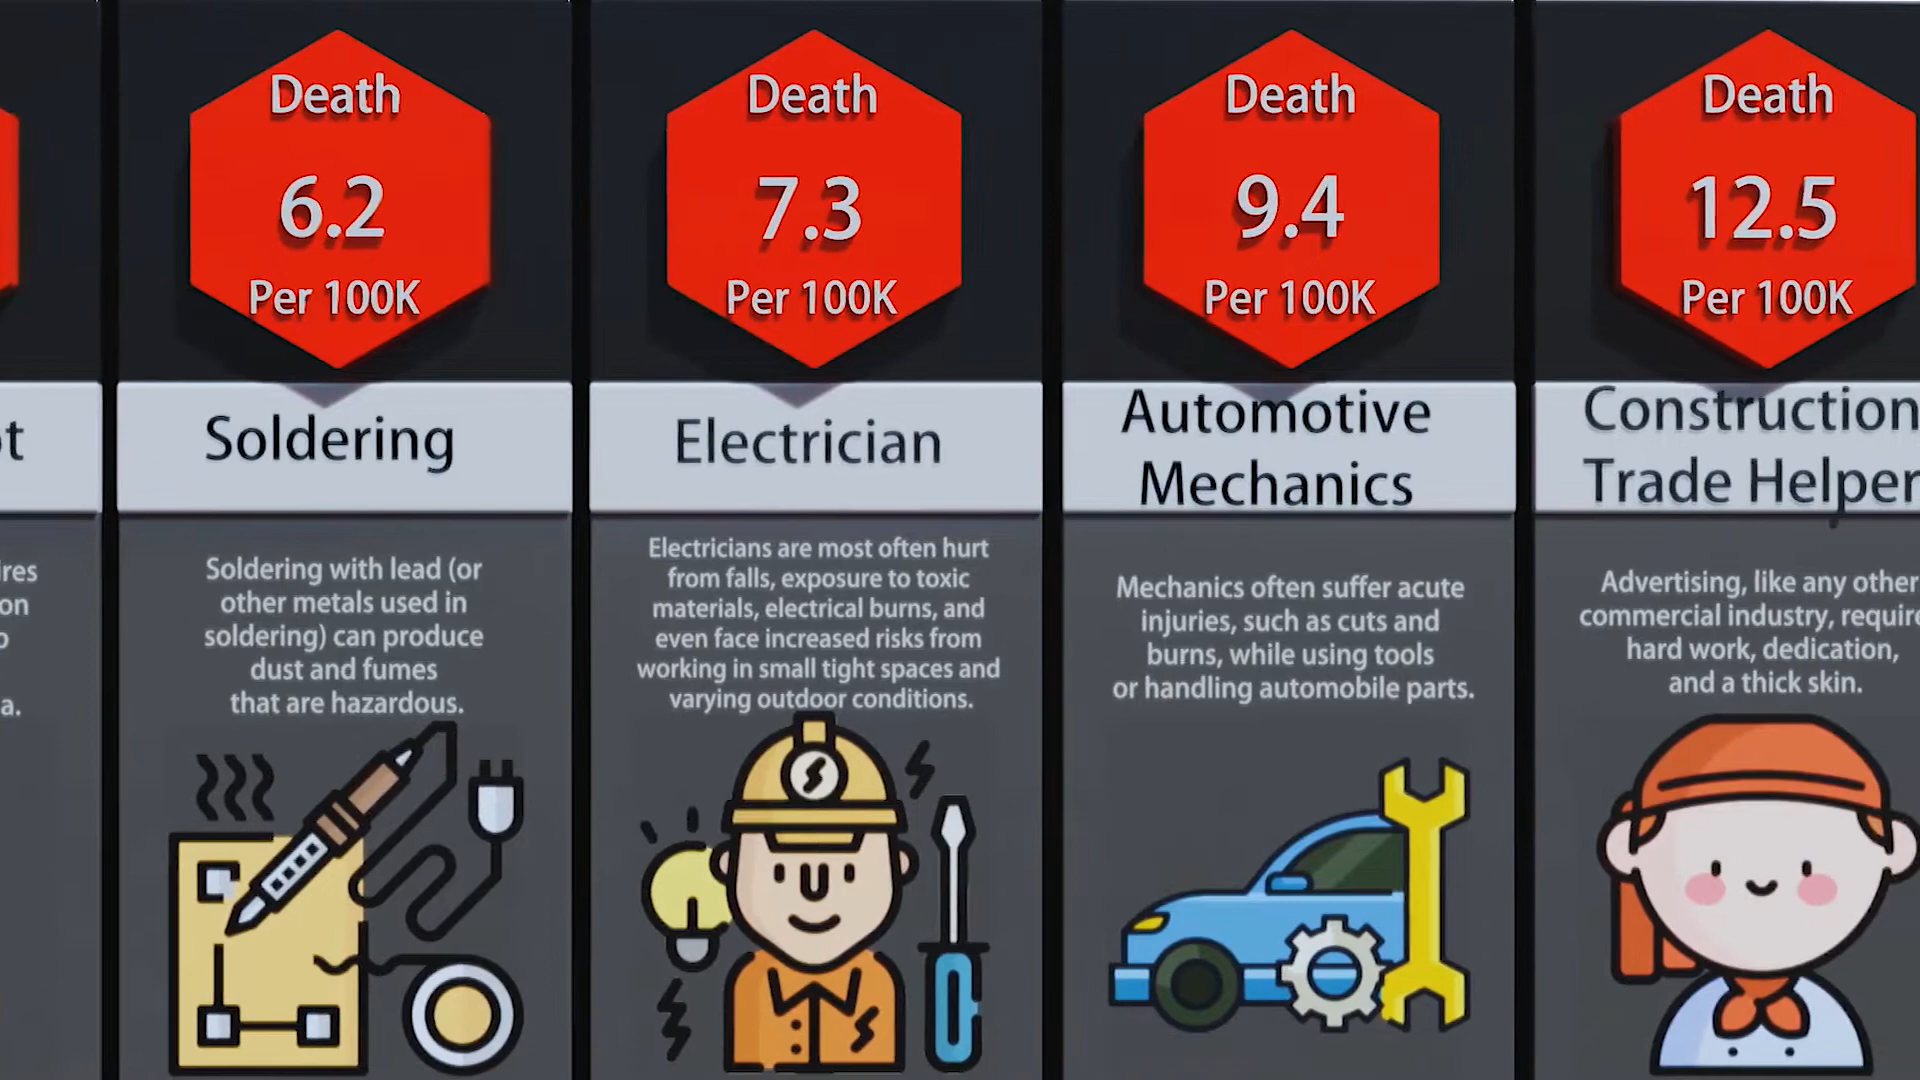 Death
6.2
Per 100K
Soldering
Soldering with lead (or
other metals used in
soldering) can produce
dust and fumes
that are hazardous.
Death
7.3
Per 100K
Electrician
Electricians are most often hurt
from falls, exposure to toxic
materials, electrical burns, and
even face increased risks from
working in small tight spaces and
varying outdoor conditions.
Death
9.4
Per 100K
Automotive
Mechanics
Mechanics often suffer acute
injuries, such as cuts and
burns, while using tools
or handling automobile parts.
Death
12.5
Per 100K
Construction
Trade Helper
Advertising, like any other
commercial industry, require
hard work, dedication,
and a thick skin.